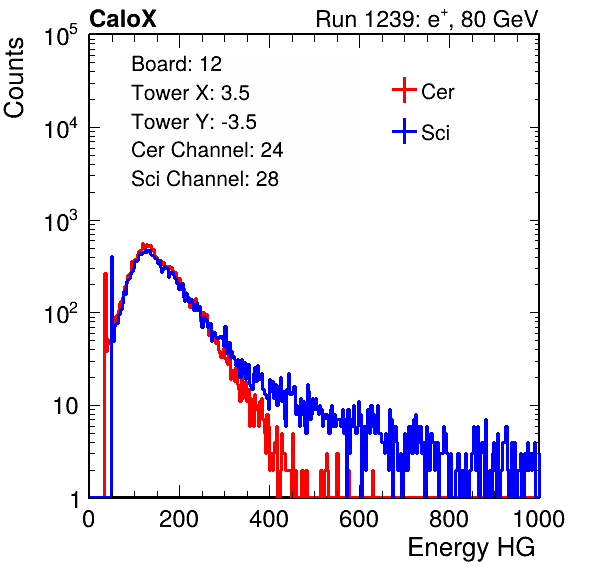 CaloX Run 1239: e⁺, 80 GeV
Counts
Board: 12
Tower X: 3.5
Tower Y: -3.5
Cer Channel: 24
Sci Channel: 28
Cer
Sci
10⁵
10⁴
10³
10²
10
1
0 200 400 600 800 1000
Energy HG